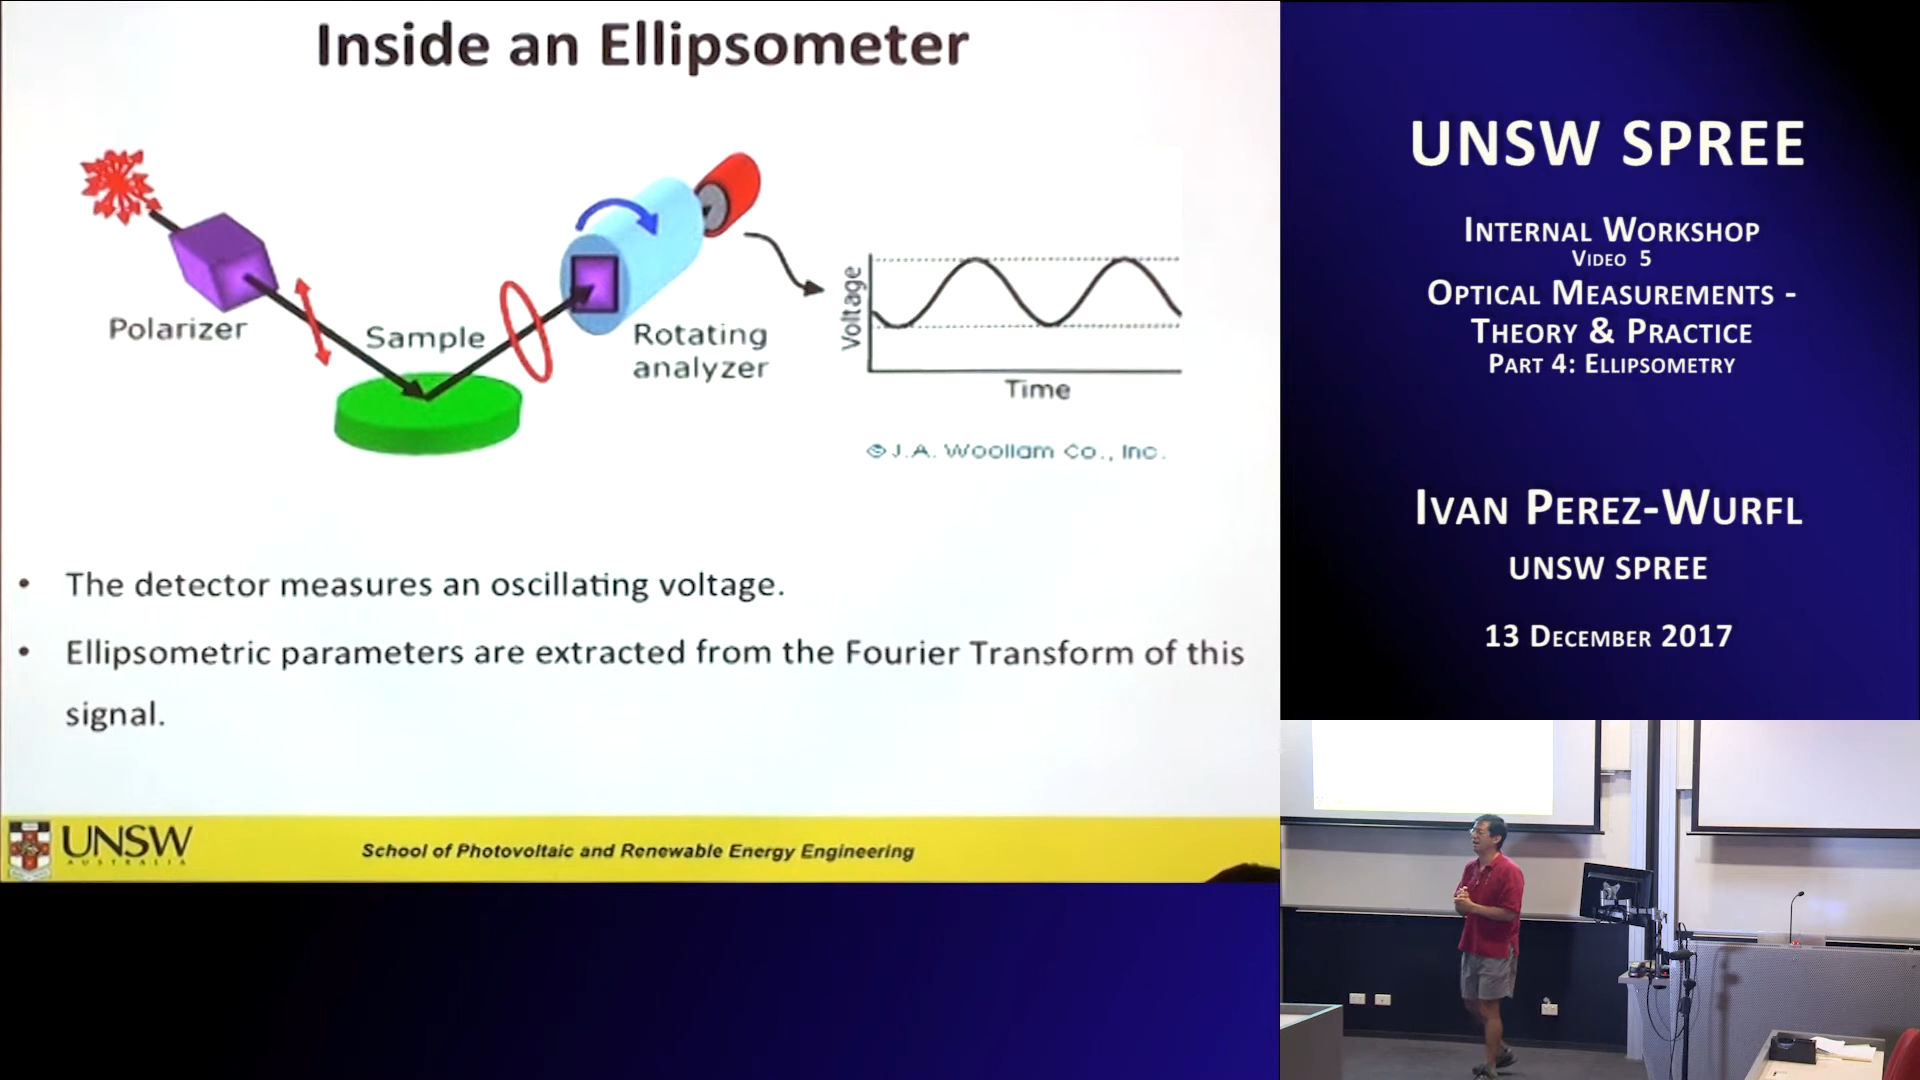 Inside an Ellipsometer
Polarizer
Sample
Rotating
analyzer
Voltage
Time
© J.A. Woollam Co., Inc.
• The detector measures an oscillating voltage.
• Ellipsometric parameters are extracted from the Fourier Transform of this
signal.
UNSW
AUSTRALIA
School of Photovoltaic and Renewable Energy Engineering
UNSW SPREE
Internal Workshop
Video 5
Optical Measurements -
Theory & Practice
Part 4: Ellipsometry
Ivan Perez-Wurfl
UNSW SPREE
13 December 2017